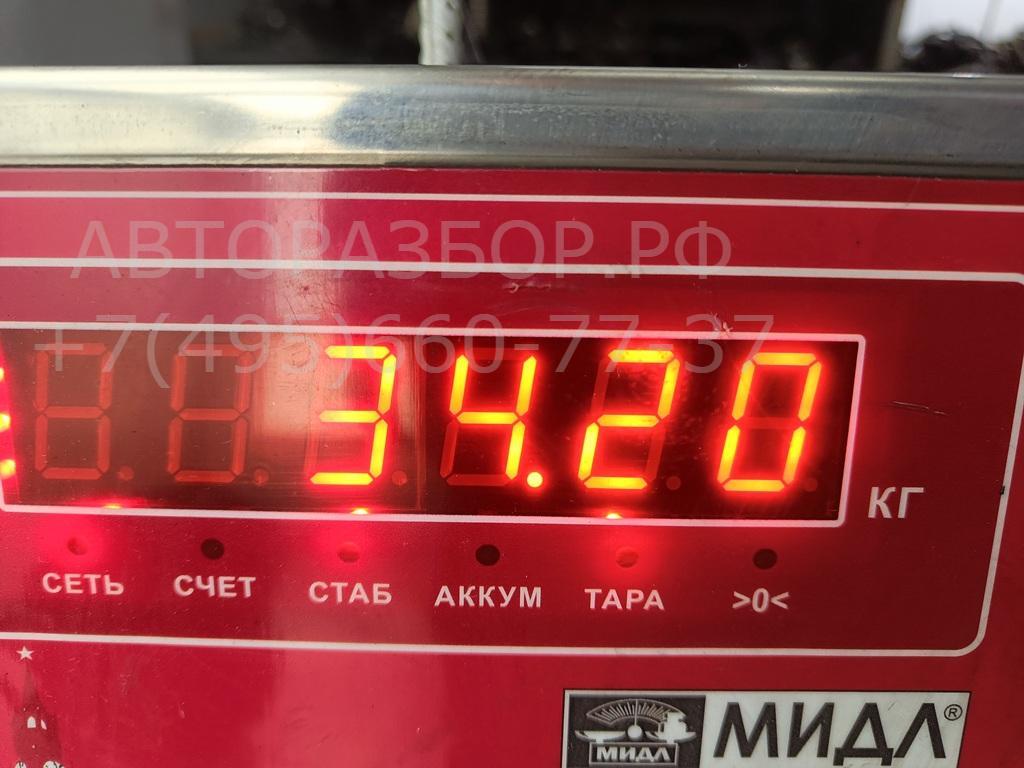 АВТОРАЗБОР.РФ
+7(495)660-77-37
34.20
КГ
СЕТЬ СЧЕТ СТАБ АККУМ ТАРА >0<
МИДЛ МИДЛ®